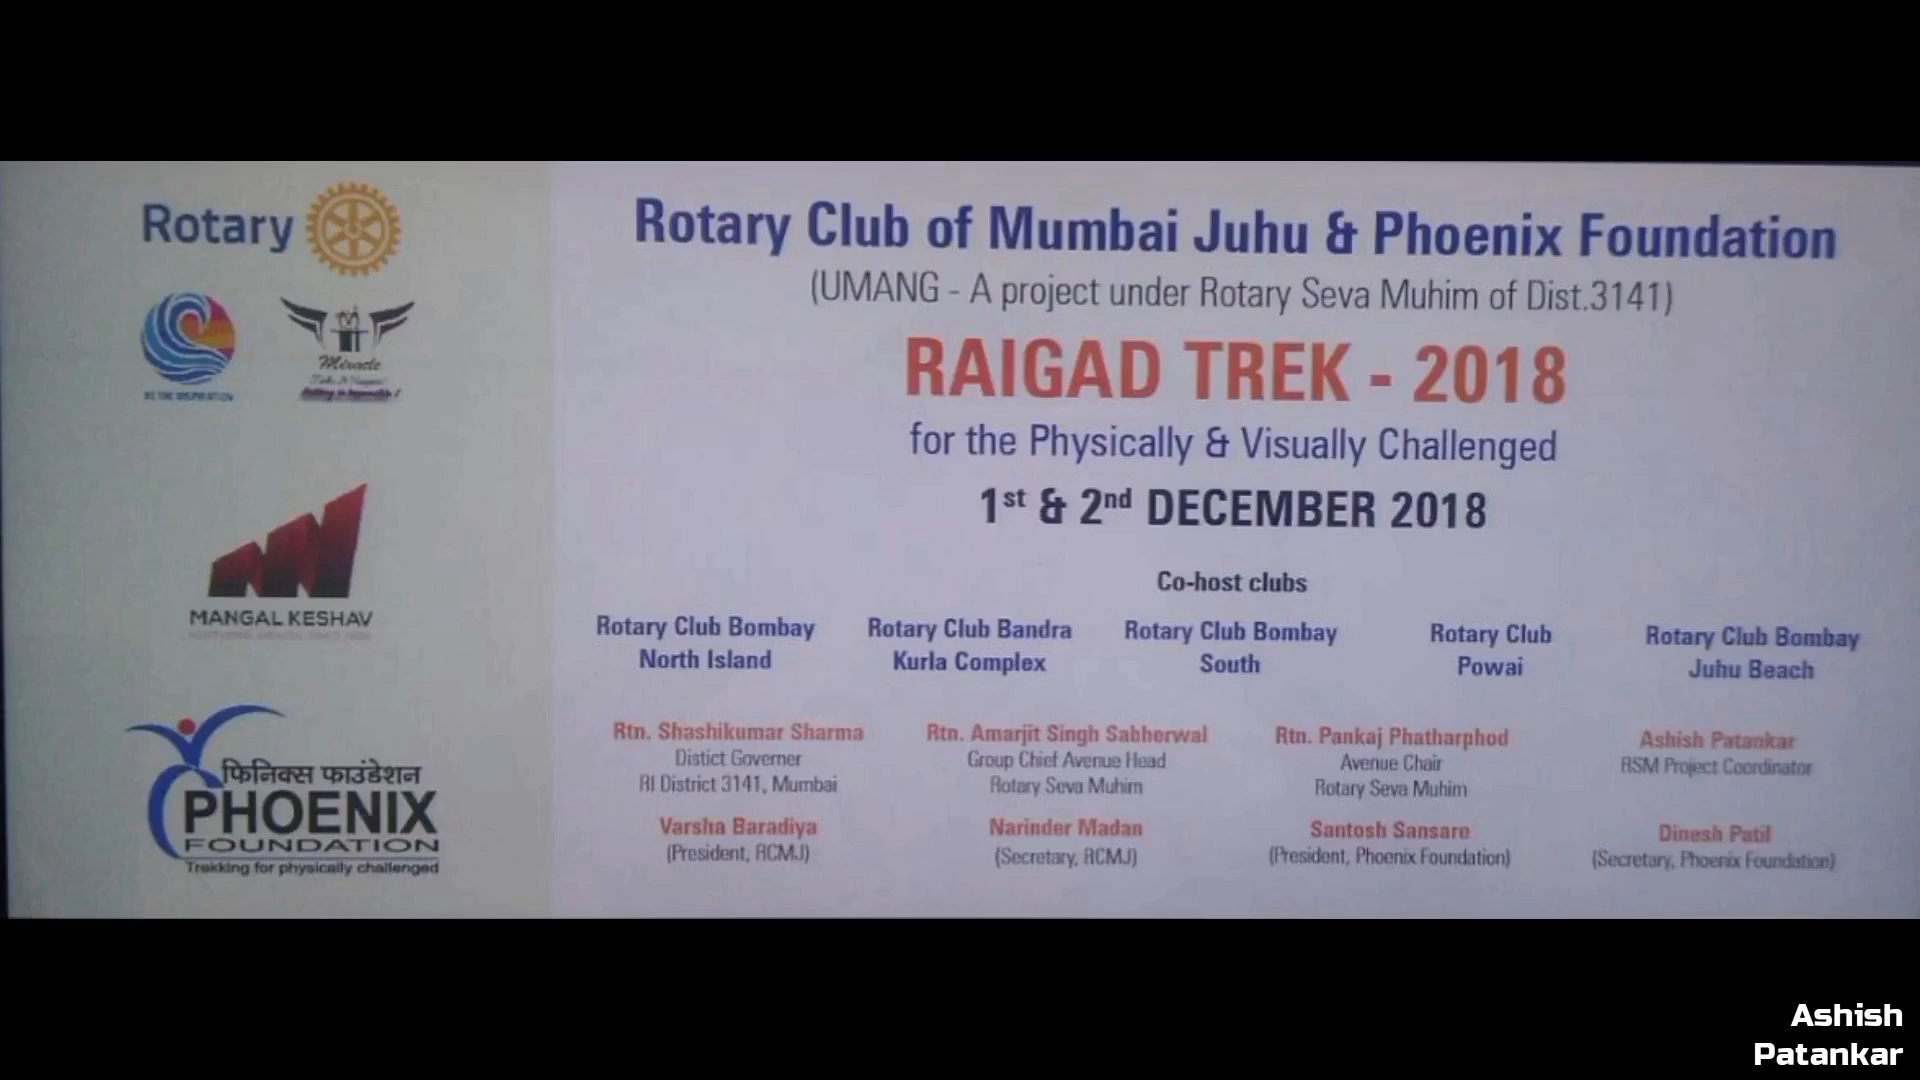 Rotary
BE THE INSPIRATION
Miracle
MANGAL KESHAV
फिनिक्स फाउंडेशन
PHOENIX
FOUNDATION
Trekking for physically challenged
Rotary Club of Mumbai Juhu & Phoenix Foundation
(UMANG - A project under Rotary Seva Muhim of Dist.3141)
RAIGAD TREK - 2018
for the Physically & Visually Challenged
1st & 2nd DECEMBER 2018
Co-host clubs
Rotary Club Bombay
North Island
Rotary Club Bandra
Kurla Complex
Rotary Club Bombay
South
Rotary Club
Powai
Rotary Club Bombay
Juhu Beach
Rtn. Shashikumar Sharma
Distict Governer
RI District 3141, Mumbai
Rtn. Amarjit Singh Sabherwal
Group Chief Avenue Head
Rotary Seva Muhim
Rtn. Pankaj Phatharphod
Avenue Chair
Rotary Seva Muhim
Ashish Patankar
RSM Project Coordinator
Varsha Baradiya
(President, RCMJ)
Narinder Madan
(Secretary, RCMJ)
Santosh Sansare
(President, Phoenix Foundation)
Dinesh Patil
(Secretary, Phoenix Foundation)
Ashish
Patankar